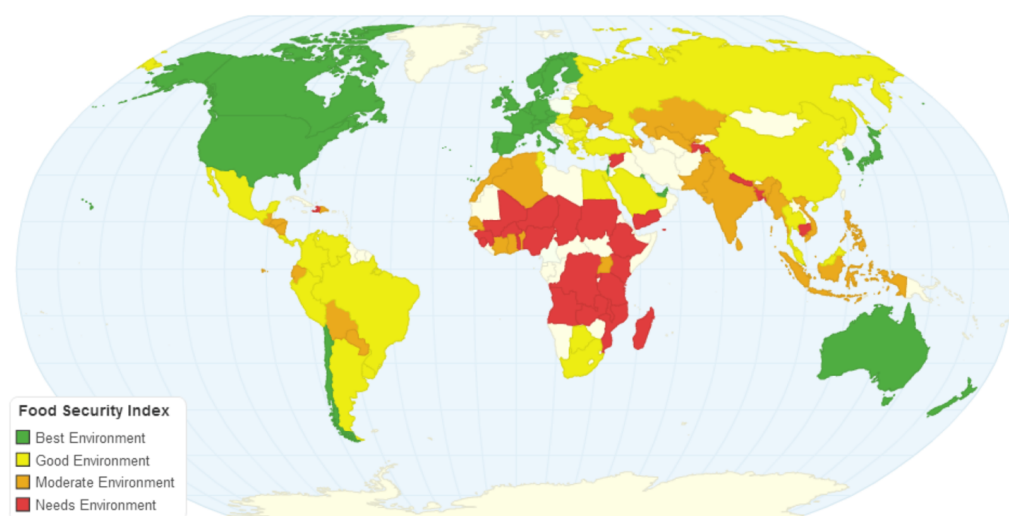 Food Security Index
Best Environment
Good Environment
Moderate Environment
Needs Environment